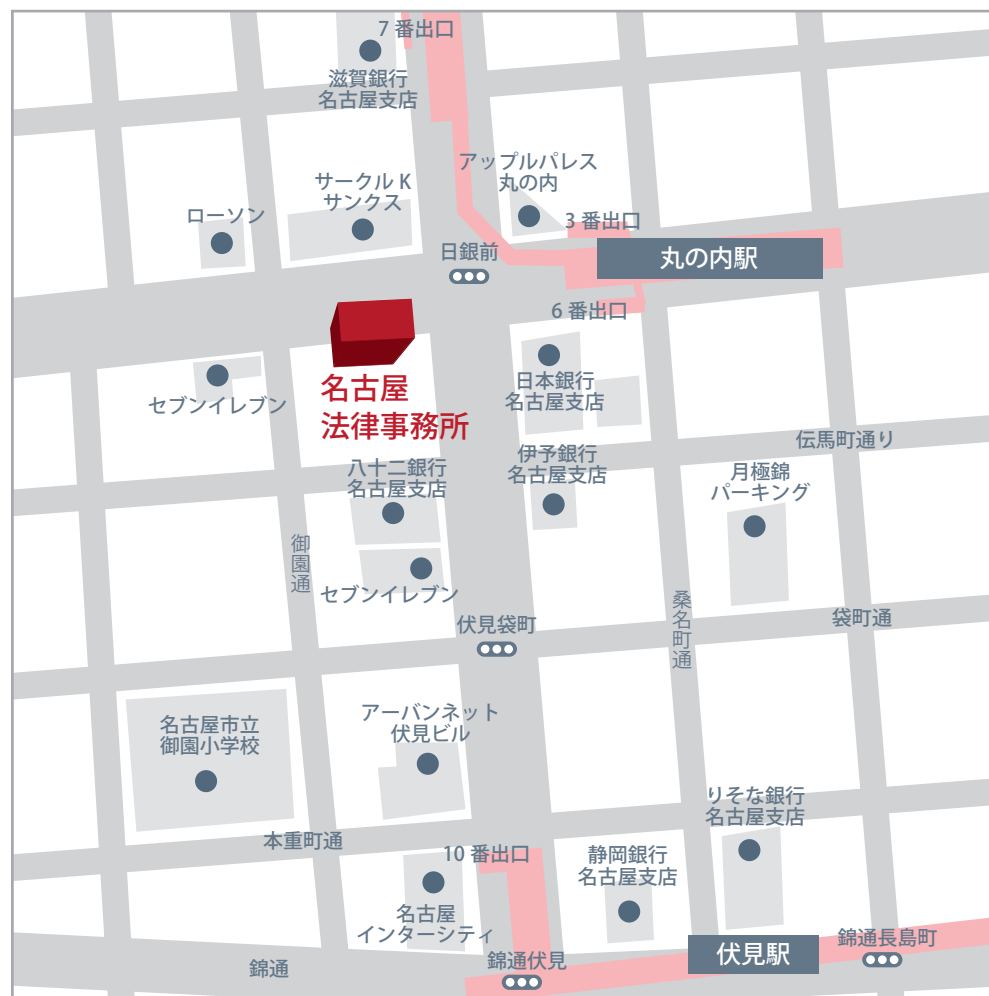 7 番出口
滋賀銀行
名古屋支店
アップルパレス
丸の内
サークル K
サンクス
ローソン
3 番出口
日銀前
丸の内駅
6 番出口
名古屋
法律事務所
日本銀行
名古屋支店
セブンイレブン
伝馬町通り
八十二銀行
名古屋支店
伊予銀行
名古屋支店
月極錦
パーキング
御園通
セブンイレブン
桑名町通
袋町通
伏見袋町
名古屋市立
御園小学校
アーバンネット
伏見ビル
りそな銀行
名古屋支店
本重町通
10 番出口
静岡銀行
名古屋支店
名古屋
インターシティ
錦通長島町
伏見駅
錦通伏見
錦通